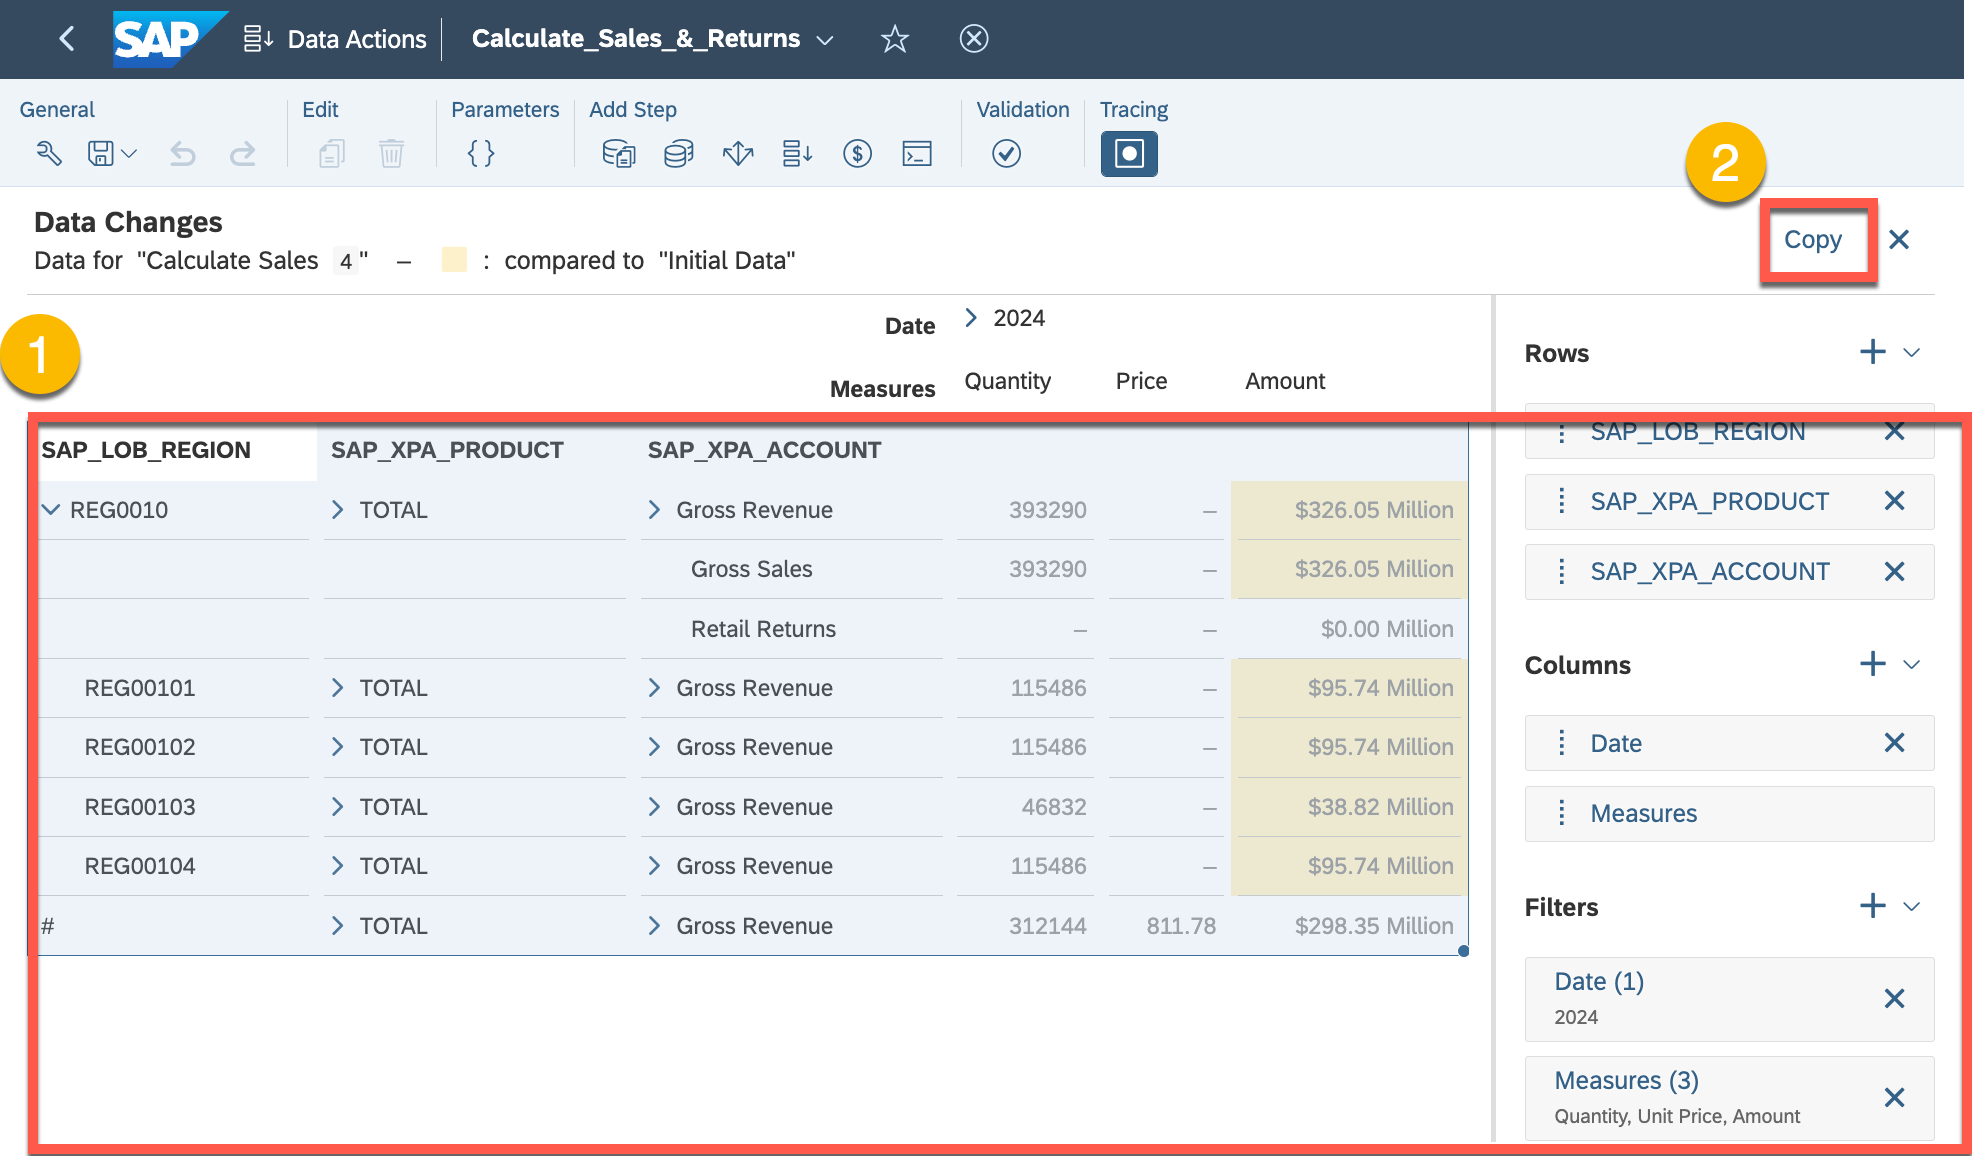 SAP Data Actions Calculate_Sales_&_Returns
General Edit Parameters Add Step Validation Tracing
2
Data Changes
Data for "Calculate Sales 4" – : compared to "Initial Data"
Copy
1
Date 2024
Measures Quantity Price Amount
SAP_LOB_REGION SAP_XPA_PRODUCT SAP_XPA_ACCOUNT
REG0010 TOTAL Gross Revenue 393290 – $326.05 Million
Gross Sales 393290 – $326.05 Million
Retail Returns – – $0.00 Million
REG00101 TOTAL Gross Revenue 115486 – $95.74 Million
REG00102 TOTAL Gross Revenue 115486 – $95.74 Million
REG00103 TOTAL Gross Revenue 46832 – $38.82 Million
REG00104 TOTAL Gross Revenue 115486 – $95.74 Million
# TOTAL Gross Revenue 312144 811.78 $298.35 Million
Rows
SAP_LOB_REGION
SAP_XPA_PRODUCT
SAP_XPA_ACCOUNT
Columns
Date
Measures
Filters
Date (1)
2024
Measures (3)
Quantity, Unit Price, Amount